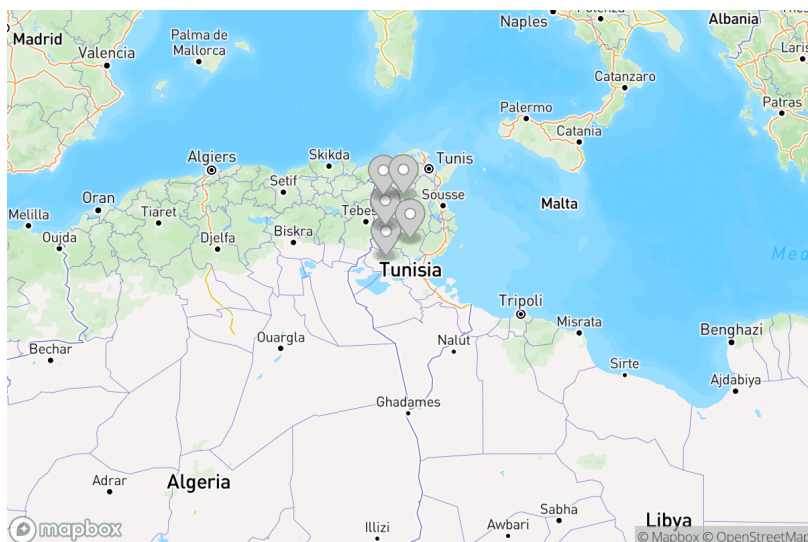 Naples
Potenza
Albania
Madrid
Palma de
Mallorca
Valencia
Catanzaro
Patras
Palermo
Catania
Algiers
Skikda
Tunis
Setif
Sousse
Oran
Melilla
Tiaret
Malta
Oujda
Djelfa
Biskra
Tunisia
Tripoli
Misrata
Benghazi
Bechar
Ouargla
Nalut
Sirte
Ajdabiya
Ghadames
Adrar
Algeria
Sabha
Illizi
Awbari
Libya
mapbox
© Mapbox © OpenStreetMap